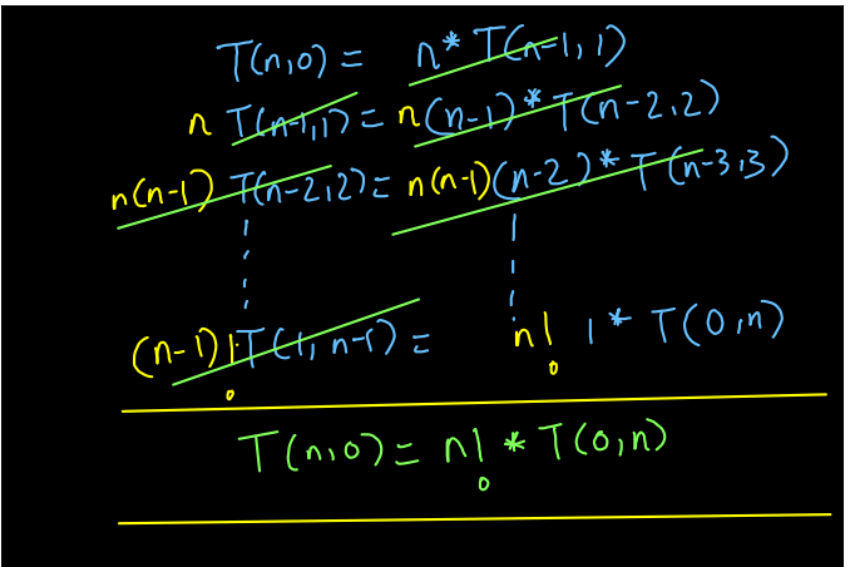 T(n,0) = n* T(n-1, 1)
n T(n-1,1) = n(n-1)* T(n-2,2)
n(n-1) T(n-2,2) = n(n-1)(n-2)* T(n-3,3)
(n-1)! T(1, n-1) = n! 1* T(0,n)
T(n,0) = n! * T(0,n)